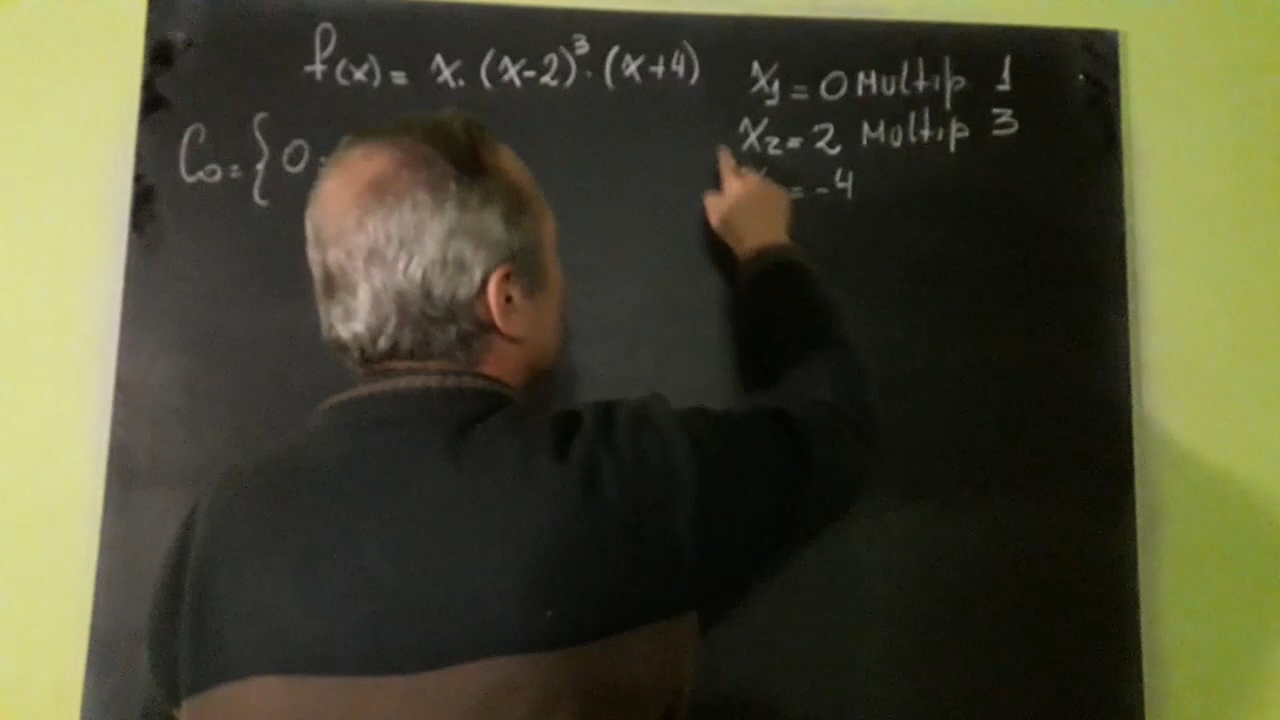 f(x) = x. (x-2)³. (x+4)
x₁ = 0 Multip 1
x₂ = 2 Multip 3
= -4
C₀ = {0;